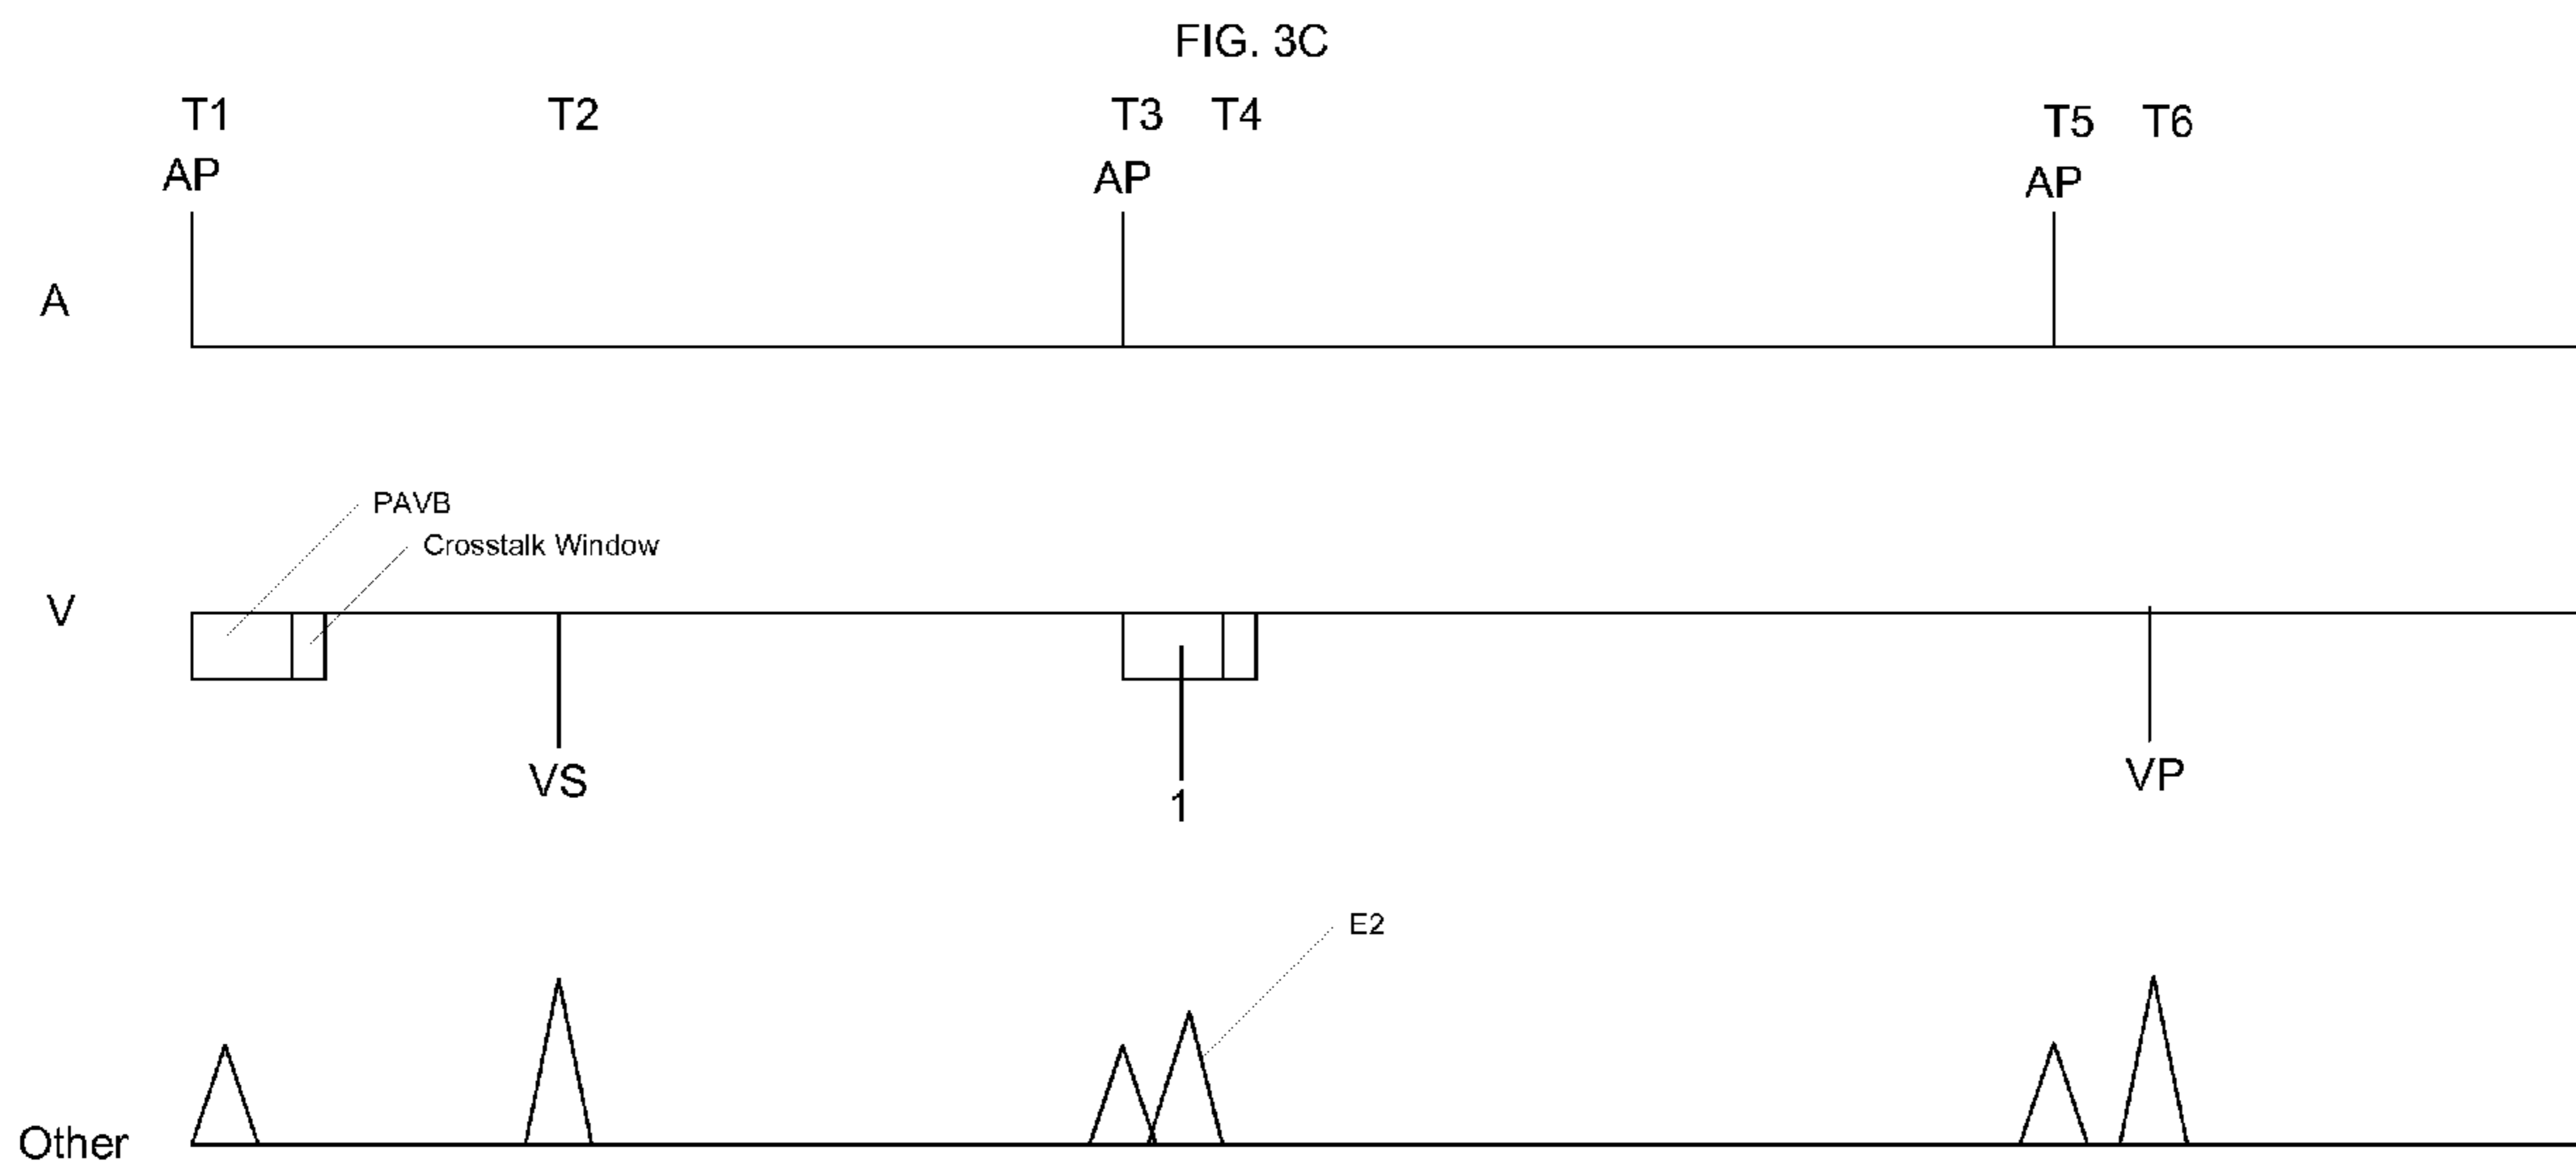 FIG. 3C
T1 T2 T3 T4 T5 T6
AP AP AP
A
PAVB
Crosstalk Window
V
VS 1 VP
E2
Other